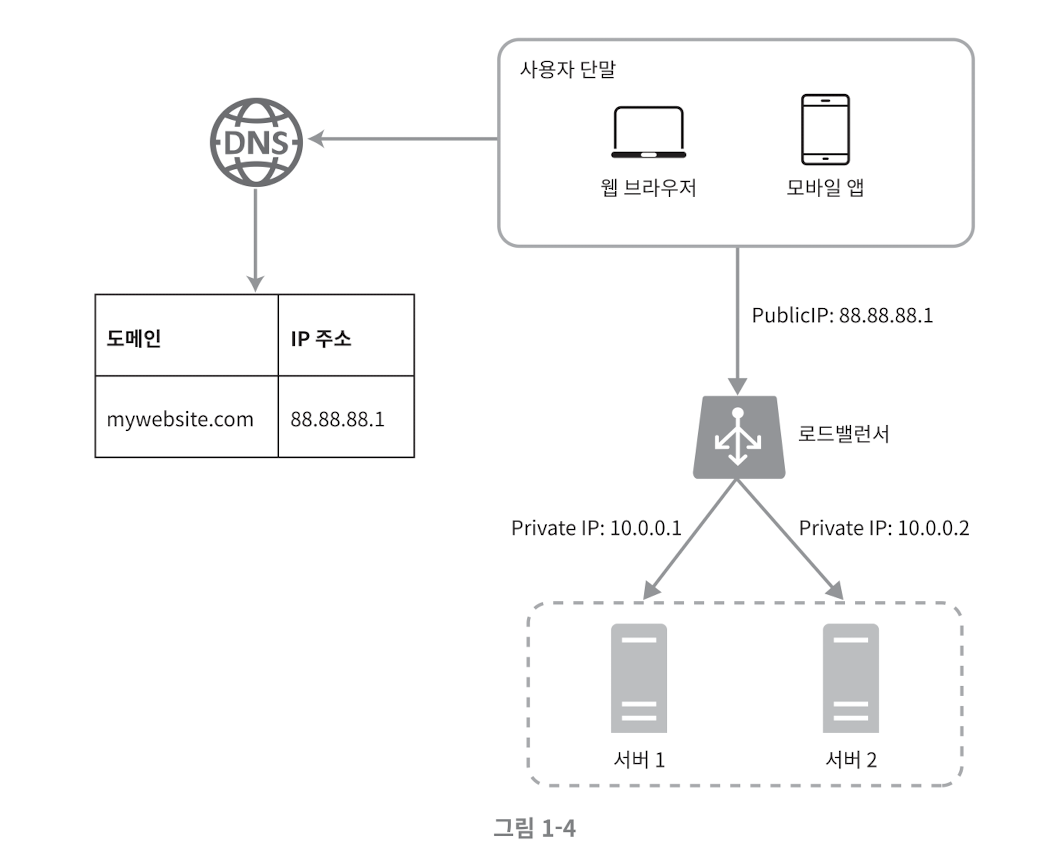 사용자 단말
DNS
웹 브라우저
모바일 앱
PublicIP: 88.88.88.1
도메인
IP 주소
mywebsite.com
88.88.88.1
로드밸런서
Private IP: 10.0.0.1
Private IP: 10.0.0.2
서버 1
서버 2
그림 1-4